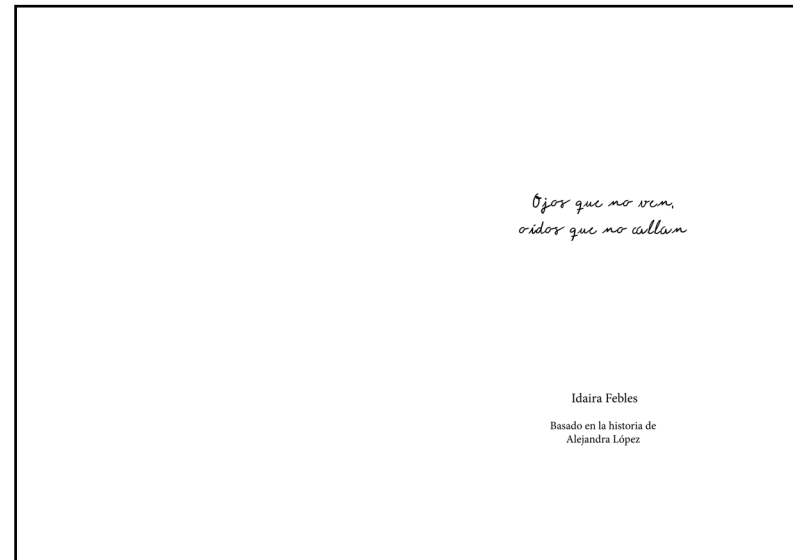 Ojos que no ven,
oídos que no callan
Idaira Febles
Basado en la historia de
Alejandra López